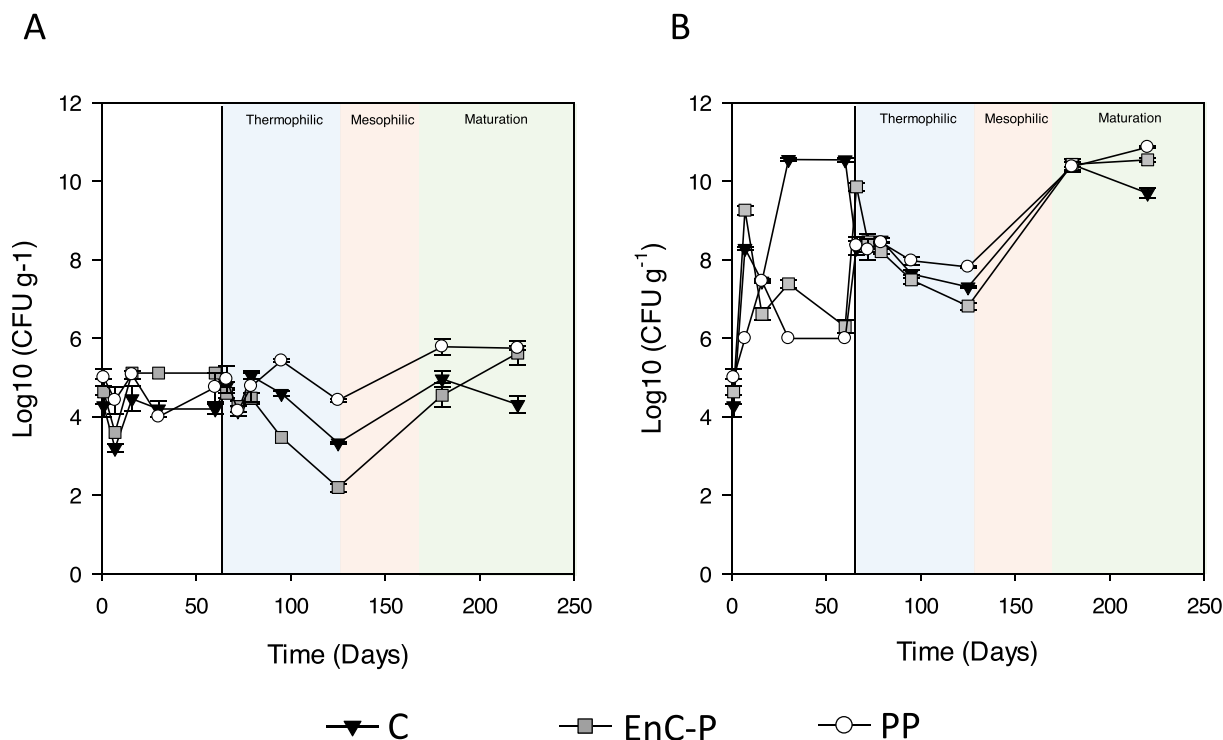 A
B
12
10
8
6
4
2
0
Log10 (CFU g-1)
Thermophilic Mesophilic Maturation
0 50 100 150 200 250
Time (Days)
12
10
8
6
4
2
0
Log10 (CFU g⁻¹)
Thermophilic Mesophilic Maturation
0 50 100 150 200 250
Time (Days)
C EnC-P PP